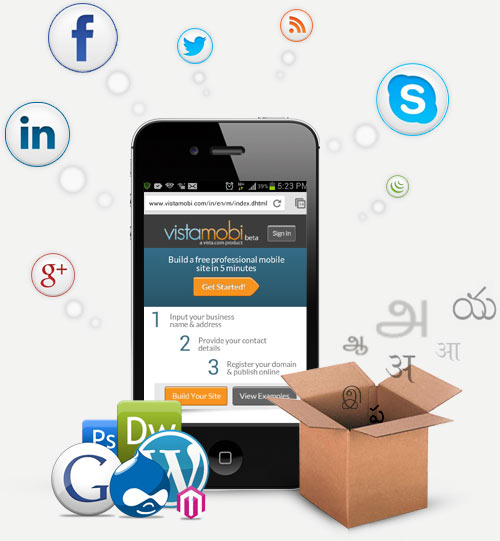 f
in
S
g+
39% 5:23 PM
www.vistamobi.com/in/en/m/index.dhtml
vistamobi beta
a vista.com product
Sign In
Build a free professional mobile
site in 5 minutes
Get Started!
1 Input your business
name & address
2 Provide your contact
details
3 Register your domain
& publish online
Build Your Site
View Examples
அ
ய
ఆ
अ
आ
Ps
Dw
G
W